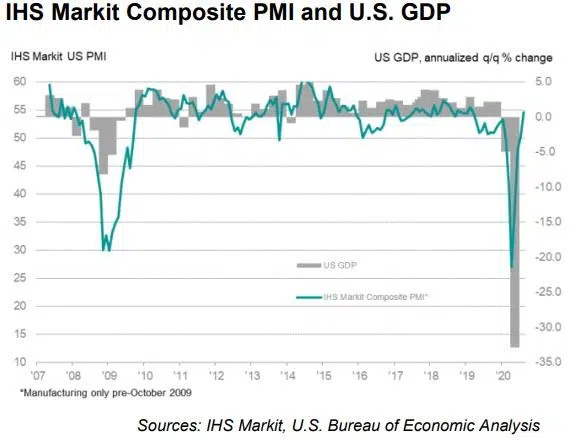 IHS Markit Composite PMI and U.S. GDP
IHS Markit US PMI
US GDP, annualized q/q % change
60
5.0
55
0.0
50
-5.0
45
-10.0
40
-15.0
35
30
-20.0
25
-25.0
20
-30.0
15
10
-35.0
US GDP
IHS Markit Composite PMI*
'07 '08 '09 '10 '11 '12 '13 '14 '15 '16 '17 '18 '19 '20
*Manufacturing only pre-October 2009
Sources: IHS Markit, U.S. Bureau of Economic Analysis